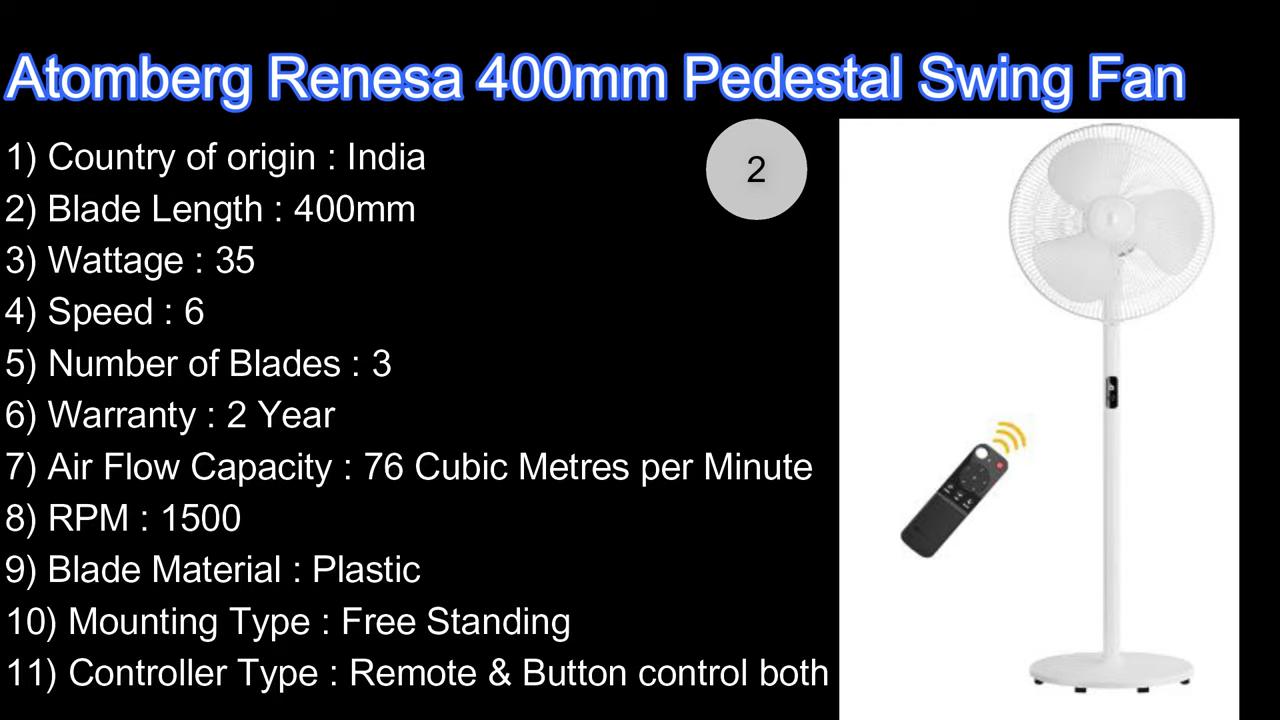 Atomberg Renesa 400mm Pedestal Swing Fan
1) Country of origin : India
2
2) Blade Length : 400mm
3) Wattage : 35
4) Speed : 6
5) Number of Blades : 3
6) Warranty : 2 Year
7) Air Flow Capacity : 76 Cubic Metres per Minute
8) RPM : 1500
9) Blade Material : Plastic
10) Mounting Type : Free Standing
11) Controller Type : Remote & Button control both